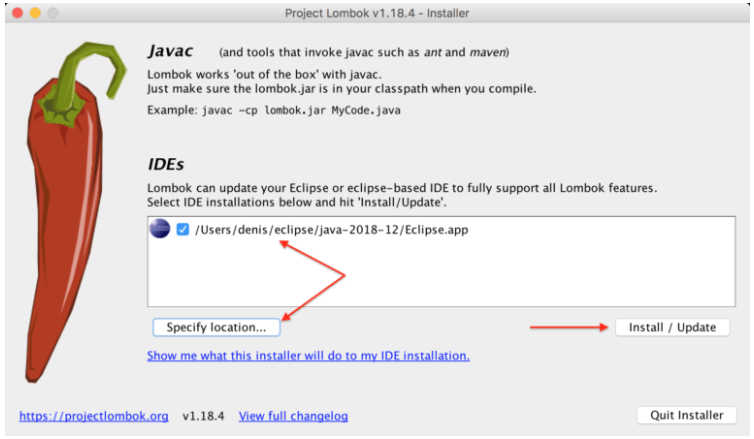 Project Lombok v1.18.4 - Installer
Javac (and tools that invoke javac such as ant and maven)
Lombok works 'out of the box' with javac.
Just make sure the lombok.jar is in your classpath when you compile.
Example: javac -cp lombok.jar MyCode.java
IDEs
Lombok can update your Eclipse or eclipse-based IDE to fully support all Lombok features.
Select IDE installations below and hit 'Install/Update'.
/Users/denis/eclipse/java-2018-12/Eclipse.app
Specify location... Install / Update
Show me what this installer will do to my IDE installation.
https://projectlombok.org v1.18.4 View full changelog Quit Installer